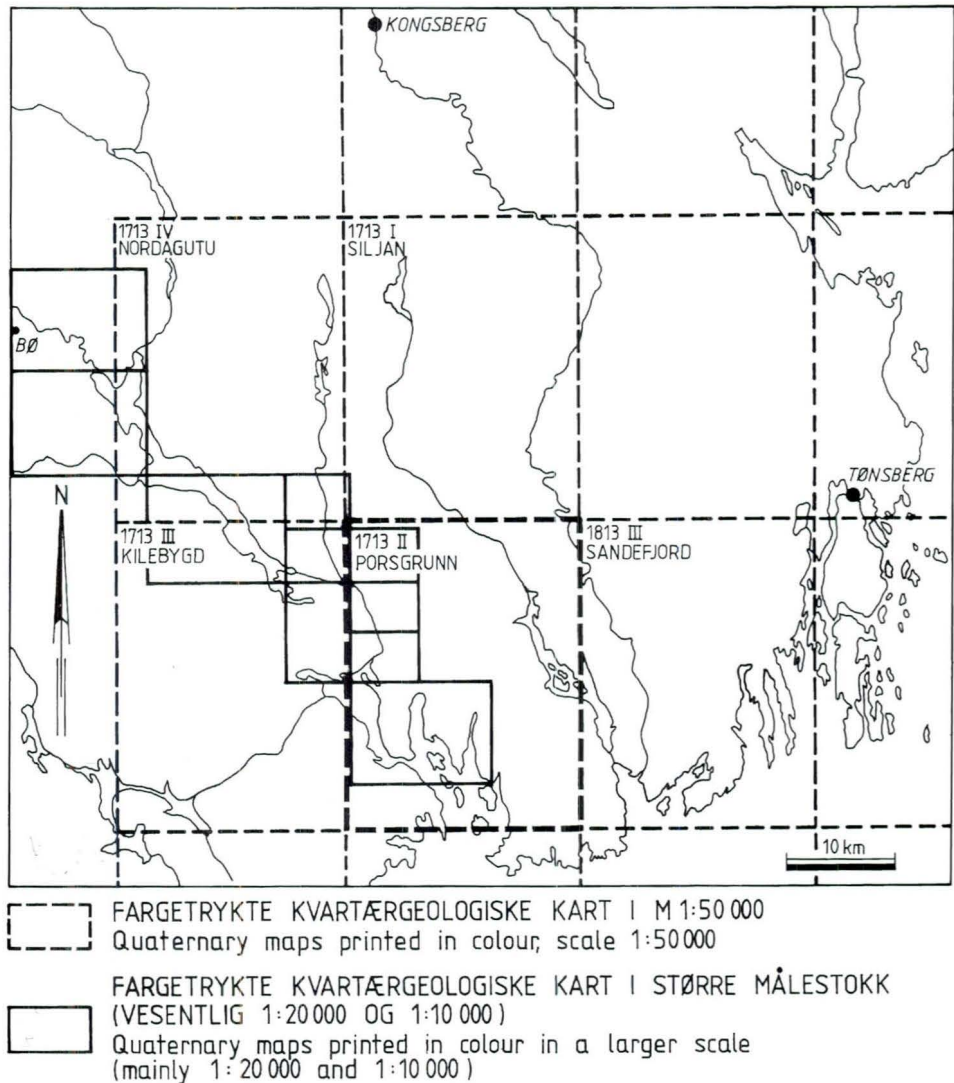 KONGSBERG
1713 IV
NORDAGUTU
1713 I
SILJAN
BØ
TØNSBERG
N
1713 III
KILEBYGD
1713 II
PORSGRUNN
1813 III
SANDEFJORD
10 km
FARGETRYKTE KVARTÆRGEOLOGISKE KART I M 1:50 000
Quaternary maps printed in colour, scale 1:50 000
FARGETRYKTE KVARTÆRGEOLOGISKE KART I STØRRE MÅLESTOKK
(VESENTLIG 1:20 000 OG 1:10 000)
Quaternary maps printed in colour in a larger scale
(mainly 1:20 000 and 1:10 000)